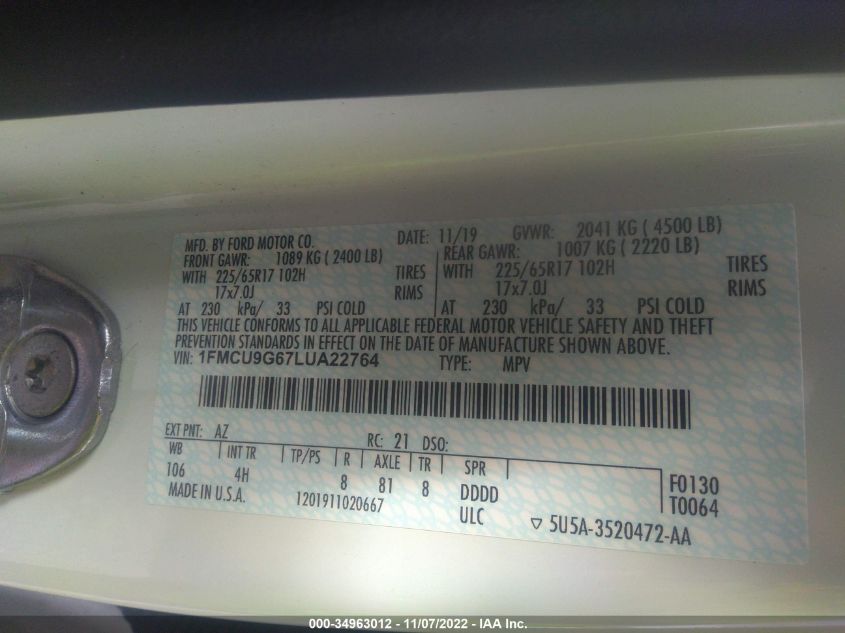 MFD. BY FORD MOTOR CO. DATE: 11/19 GVWR: 2041 KG ( 4500 LB)
FRONT GAWR: 1089 KG ( 2400 LB) REAR GAWR: 1007 KG ( 2220 LB)
WITH 225/65R17 102H TIRES WITH 225/65R17 102H TIRES
17x7.0J RIMS 17x7.0J RIMS
AT 230 kPa/ 33 PSI COLD AT 230 kPa/ 33 PSI COLD
THIS VEHICLE CONFORMS TO ALL APPLICABLE FEDERAL MOTOR VEHICLE SAFETY AND THEFT
PREVENTION STANDARDS IN EFFECT ON THE DATE OF MANUFACTURE SHOWN ABOVE.
VIN: 1FMCU9G67LUA22764 TYPE: MPV
EXT PNT: AZ RC: 21 DSO:
WB INT TR TP/PS R AXLE TR SPR
106 4H 8 81 8 DDDD F0130
MADE IN U.S.A. 1201911020667 ULC T0064
▽ 5U5A-3520472-AA
000-34963012 - 11/07/2022 - IAA Inc.